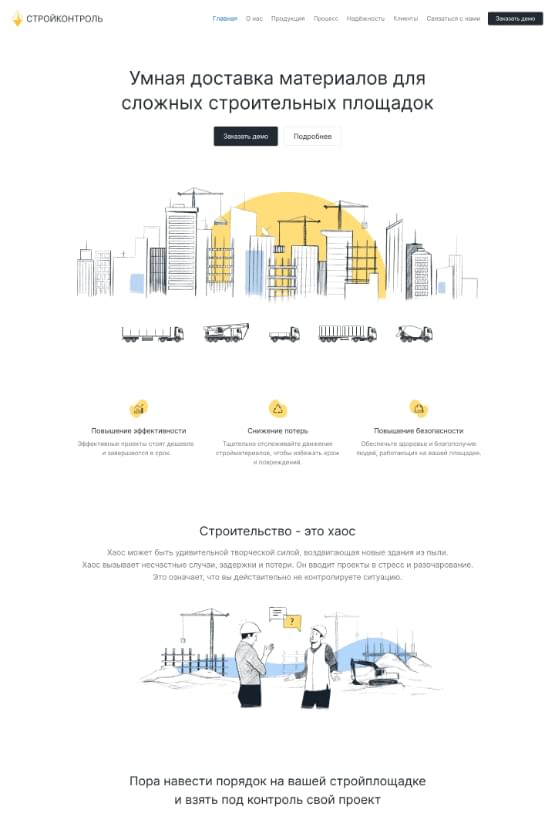 СТРОЙКОНТРОЛЬ
Главная О нас Продукция Процесс Надёжность Клиенты Связаться с нами Заказать демо
Умная доставка материалов для
сложных строительных площадок
Заказать демо Подробнее
Повышение эффективности
Эффективные проекты стоят дешевле
и завершаются в срок.
Снижение потерь
Тщательно отслеживайте движение
стройматериалов, чтобы избежать краж
и повреждений.
Повышение безопасности
Обеспечьте здоровье и благополучие
людей, работающих на вашей площадке.
Строительство - это хаос
Хаос может быть удивительной творческой силой, воздвигающая новые здания из пыли.
Хаос вызывает несчастные случаи, задержки и потери. Он вводит проекты в стресс и разочарование.
Это означает, что вы действительно не контролируете ситуацию.
?
Пора навести порядок на вашей стройплощадке
и взять под контроль свой проект